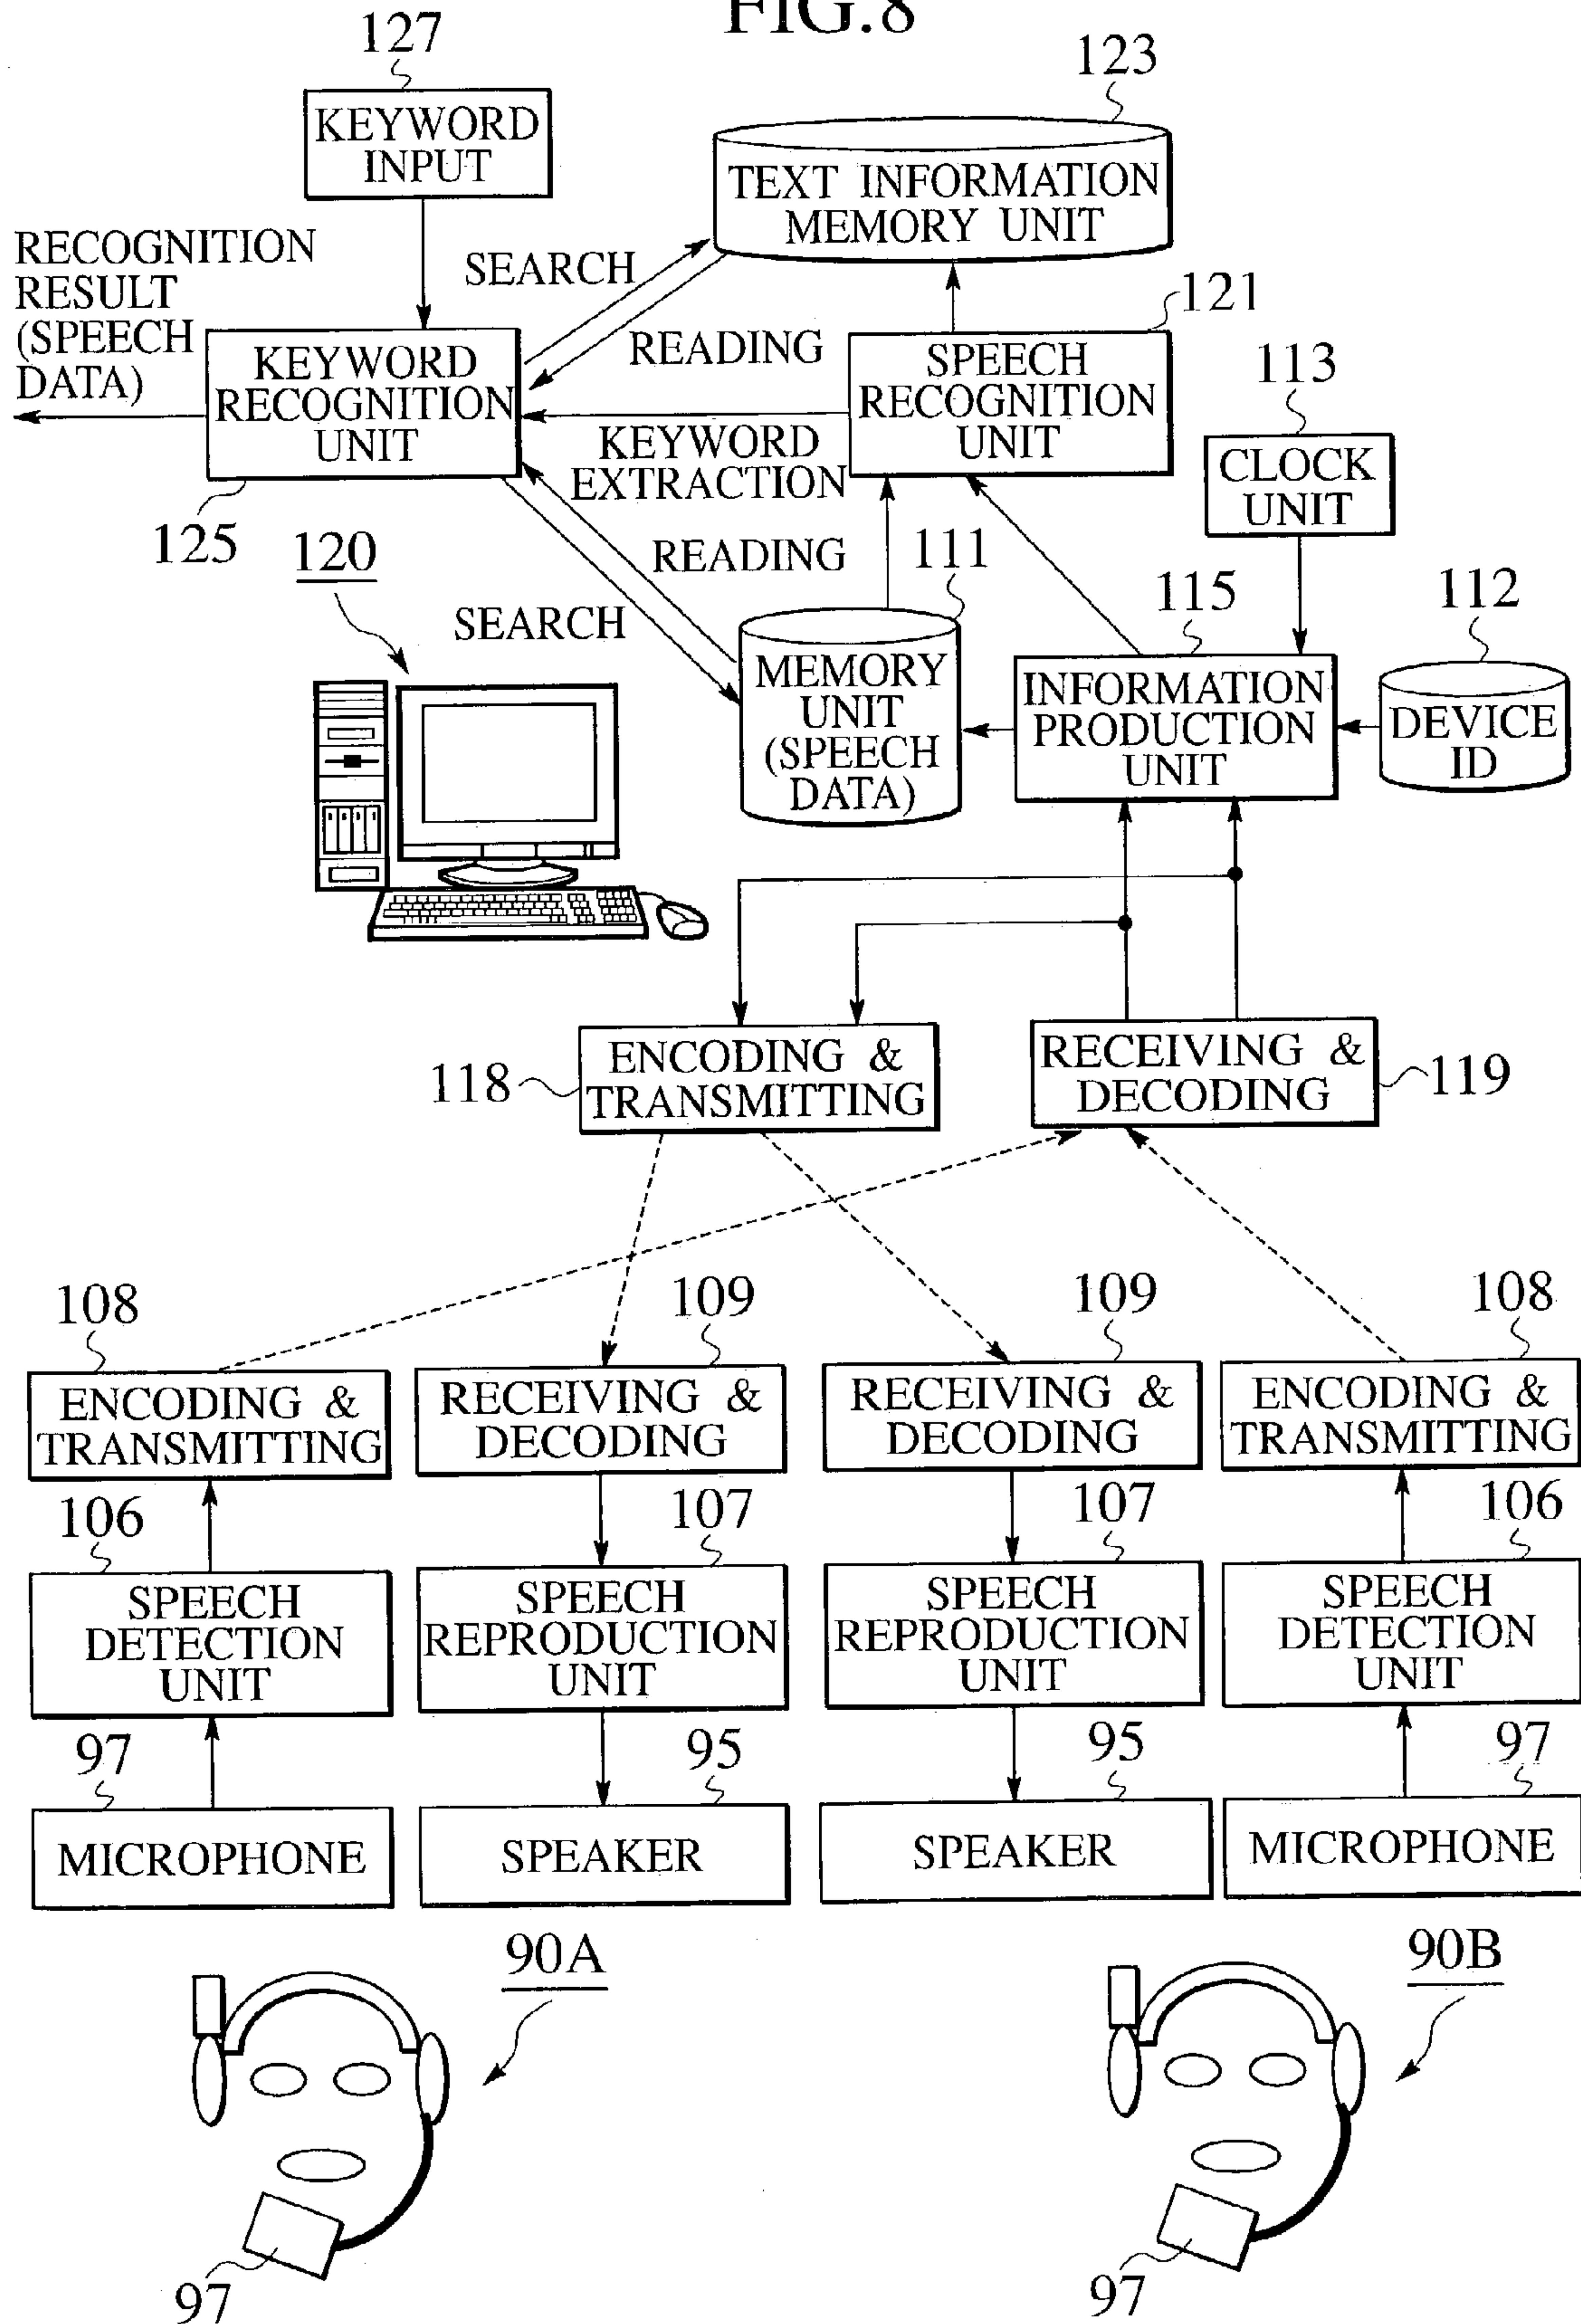 FIG.8
127
KEYWORD
INPUT
123
TEXT INFORMATION
MEMORY UNIT
RECOGNITION
RESULT
(SPEECH
DATA)
SEARCH
READING
121
KEYWORD
RECOGNITION
UNIT
SPEECH
RECOGNITION
UNIT
113
CLOCK
UNIT
KEYWORD
EXTRACTION
125
120
READING
SEARCH
111
MEMORY
UNIT
(SPEECH
DATA)
115
INFORMATION
PRODUCTION
UNIT
112
DEVICE
ID
118
ENCODING &
TRANSMITTING
RECEIVING &
DECODING
119
108
ENCODING &
TRANSMITTING
109
RECEIVING &
DECODING
109
RECEIVING &
DECODING
108
ENCODING &
TRANSMITTING
106
SPEECH
DETECTION
UNIT
107
SPEECH
REPRODUCTION
UNIT
107
SPEECH
REPRODUCTION
UNIT
106
SPEECH
DETECTION
UNIT
97
MICROPHONE
95
SPEAKER
95
SPEAKER
97
MICROPHONE
90A
90B
97
97